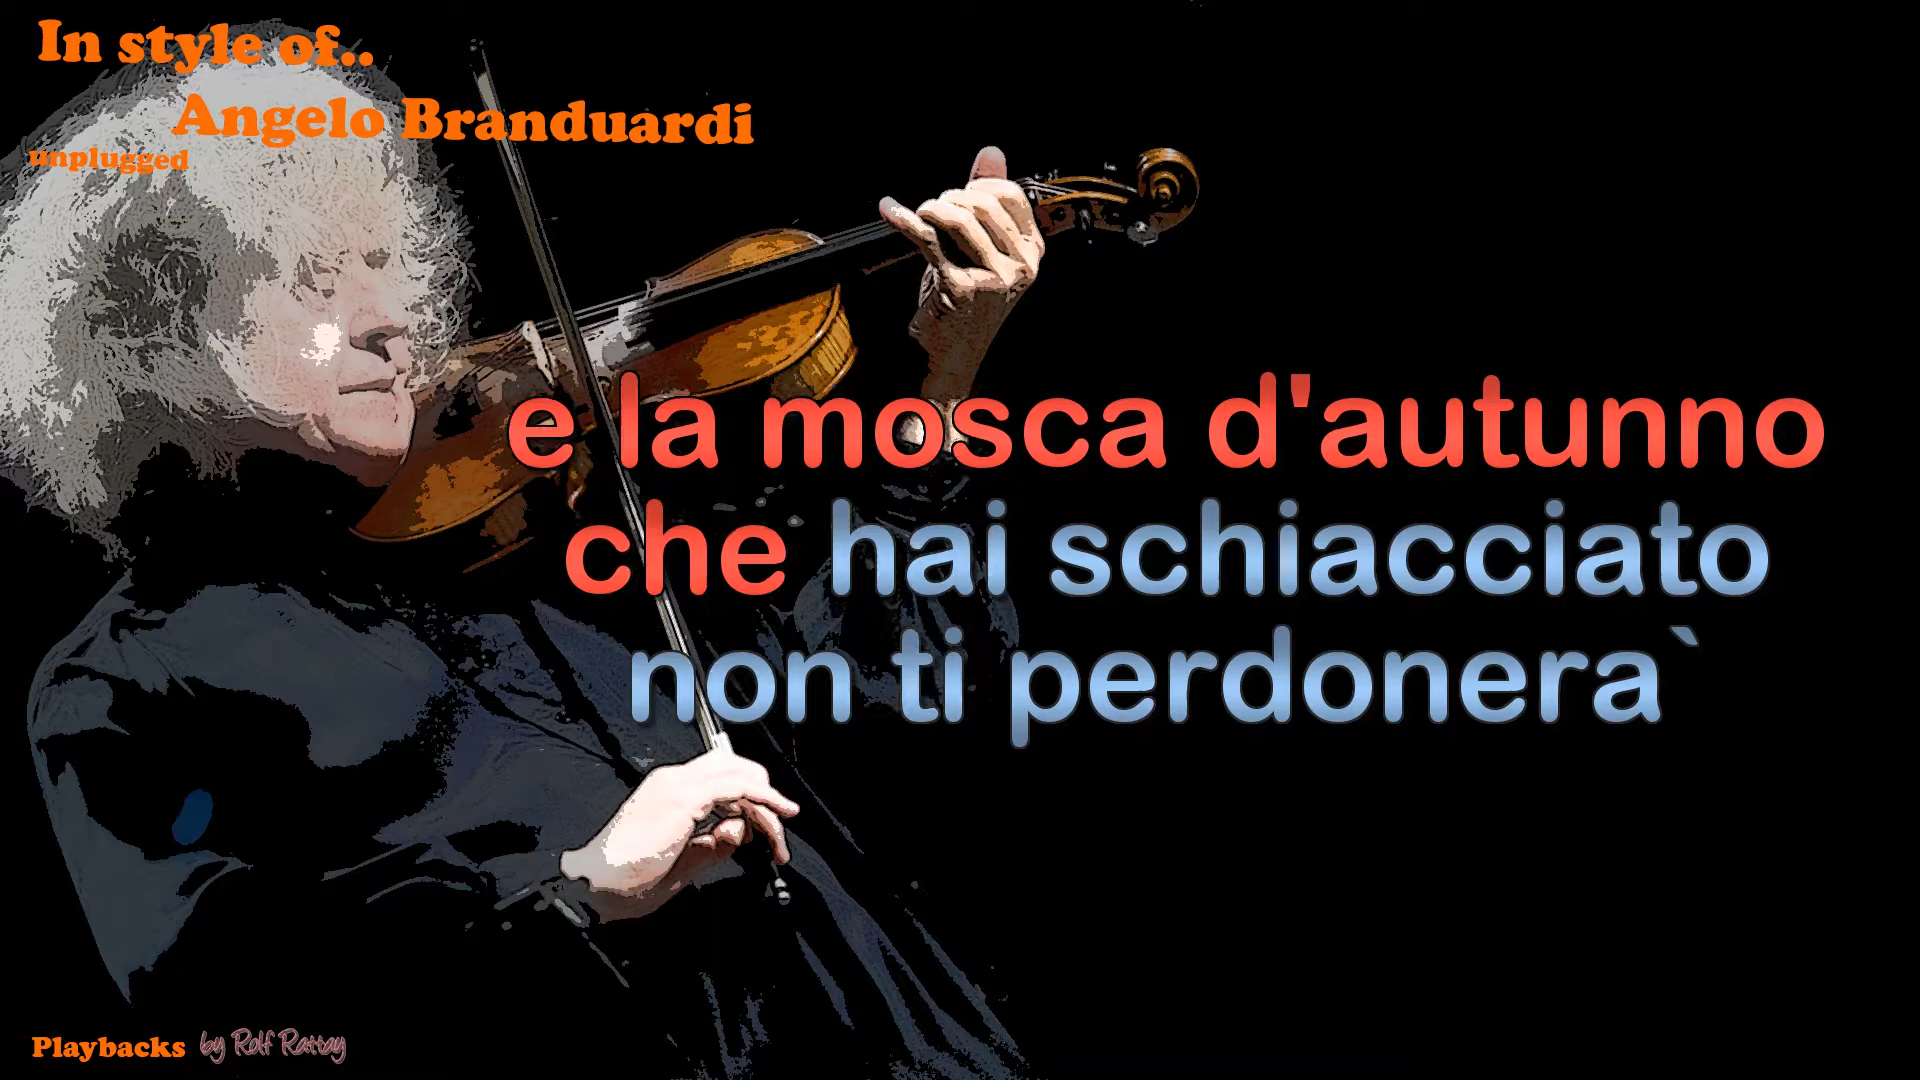 In style of..
Angelo Branduardi
unplugged
e la mosca d'autunno
che hai schiacciato
non ti perdonera`
Playbacks by Rolf Rattay